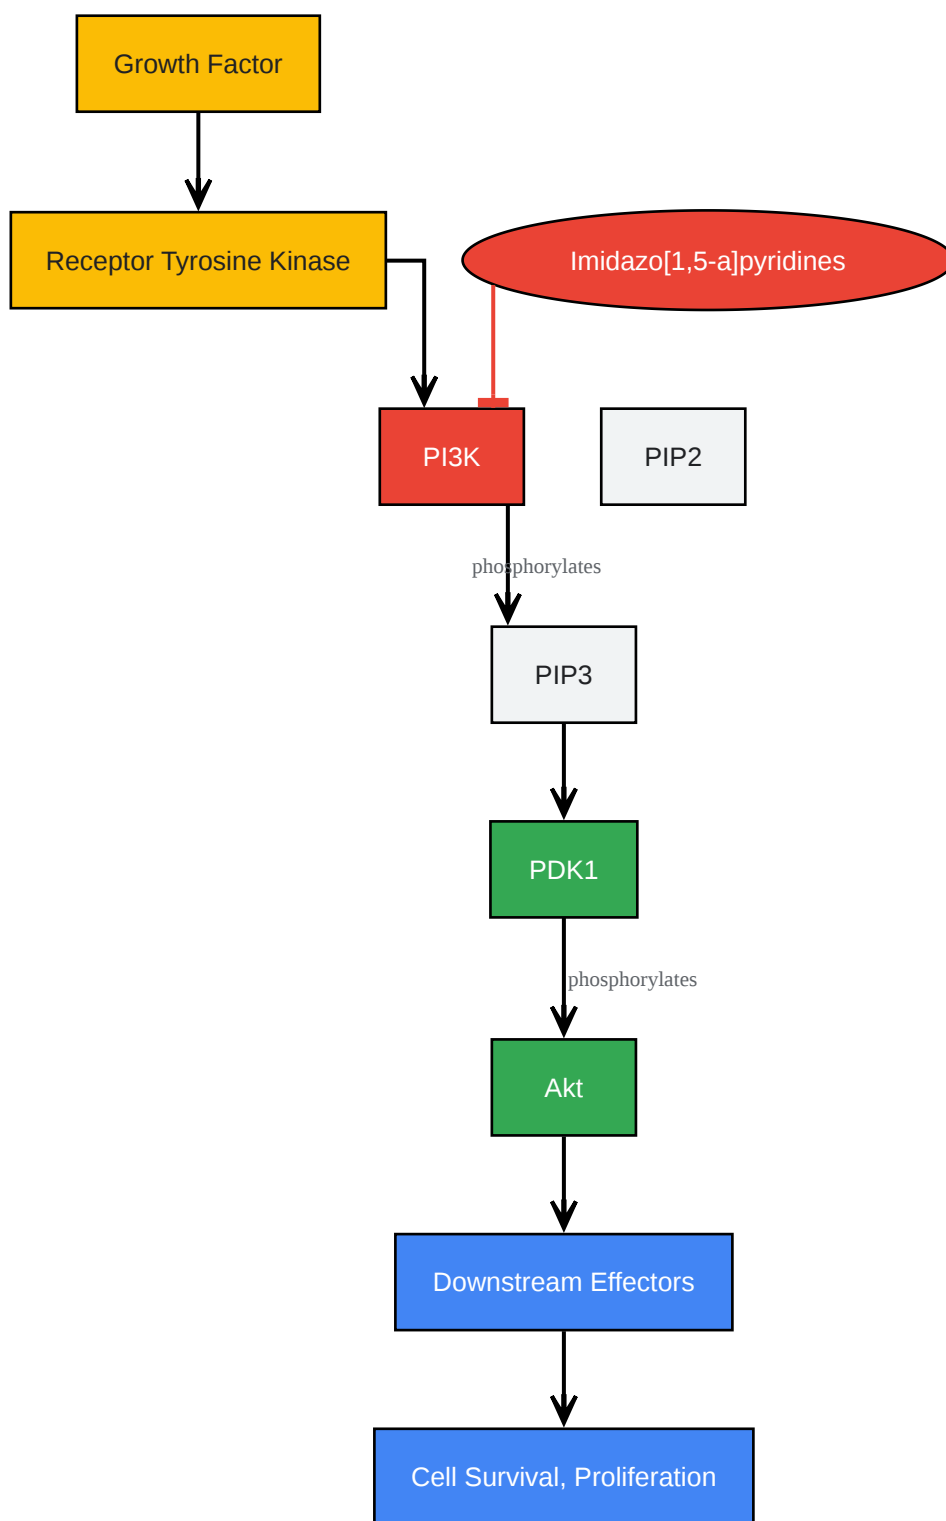 Growth Factor
Receptor Tyrosine Kinase
Imidazo[1,5-a]pyridines
PI3K
PIP2
phosphorylates
PIP3
PDK1
phosphorylates
Akt
Downstream Effectors
Cell Survival, Proliferation